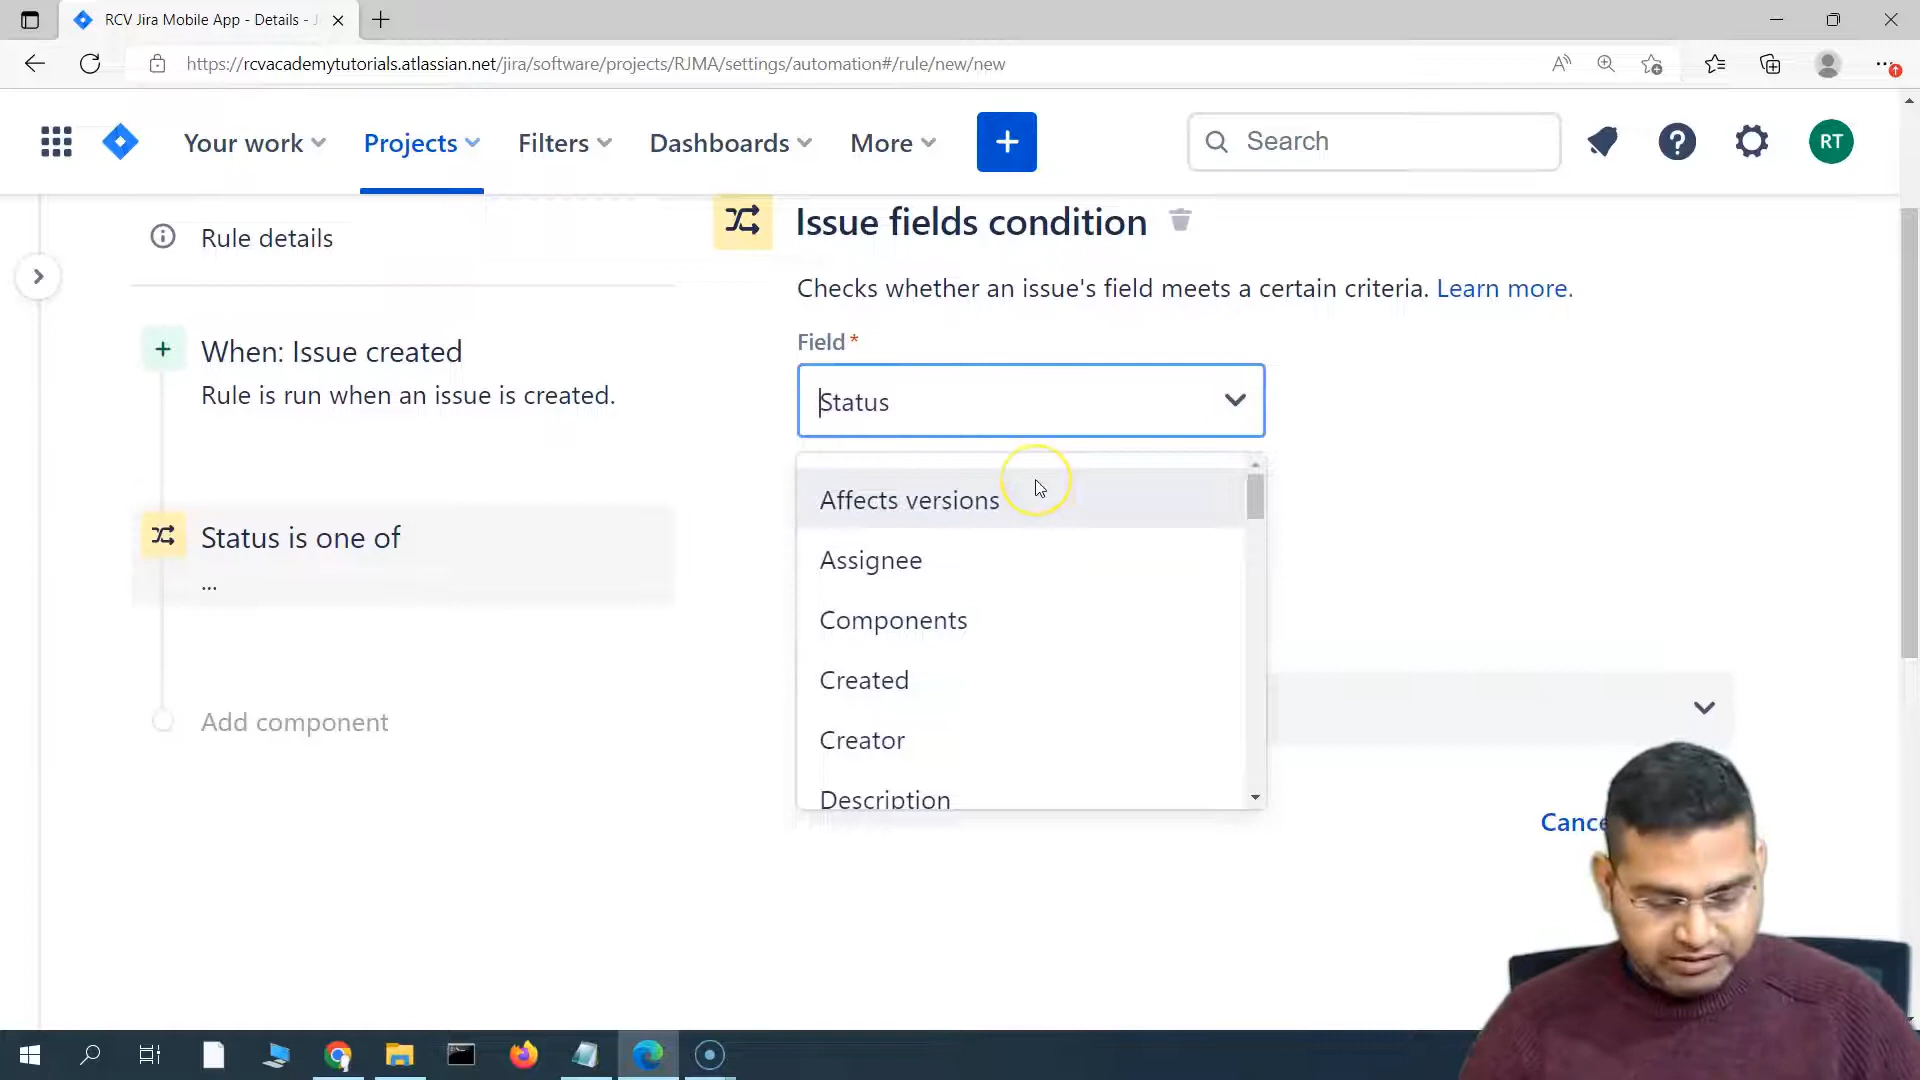 RCV Jira Mobile App - Details - J
https://rcvacademytutorials.atlassian.net/jira/software/projects/RJMA/settings/automation#/rule/new/new
Your work
Projects
Filters
Dashboards
More
Search
RT
Rule details
When: Issue created
Rule is run when an issue is created.
Status is one of
...
Add component
Issue fields condition
Checks whether an issue's field meets a certain criteria. Learn more.
Field*
Status
Affects versions
Assignee
Components
Created
Creator
Description
Cance